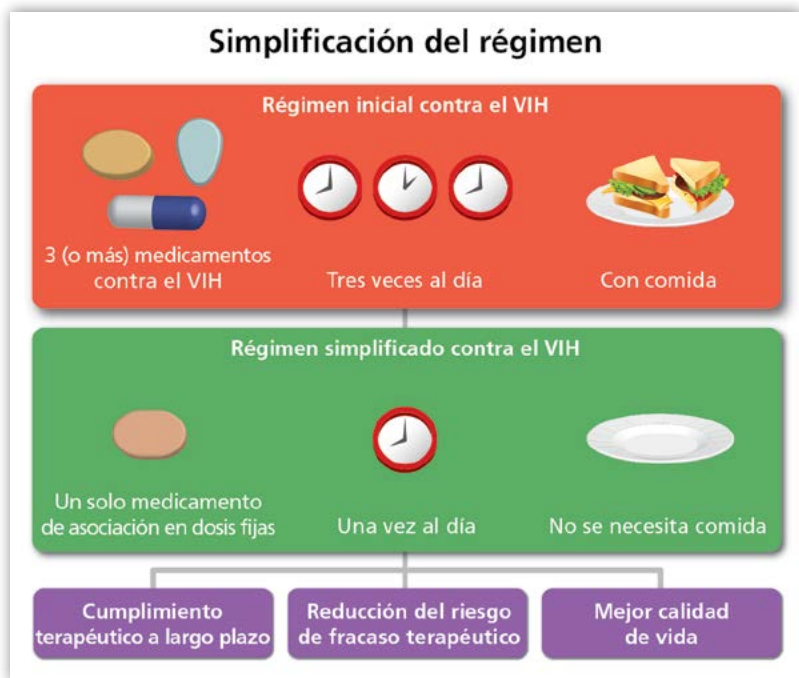 Simplificación del régimen
Régimen inicial contra el VIH
3 (o más) medicamentos
contra el VIH
Tres veces al día
Con comida
Régimen simplificado contra el VIH
Un solo medicamento
de asociación en dosis fijas
Una vez al día
No se necesita comida
Cumplimiento
terapéutico a largo plazo
Reducción del riesgo
de fracaso terapéutico
Mejor calidad
de vida